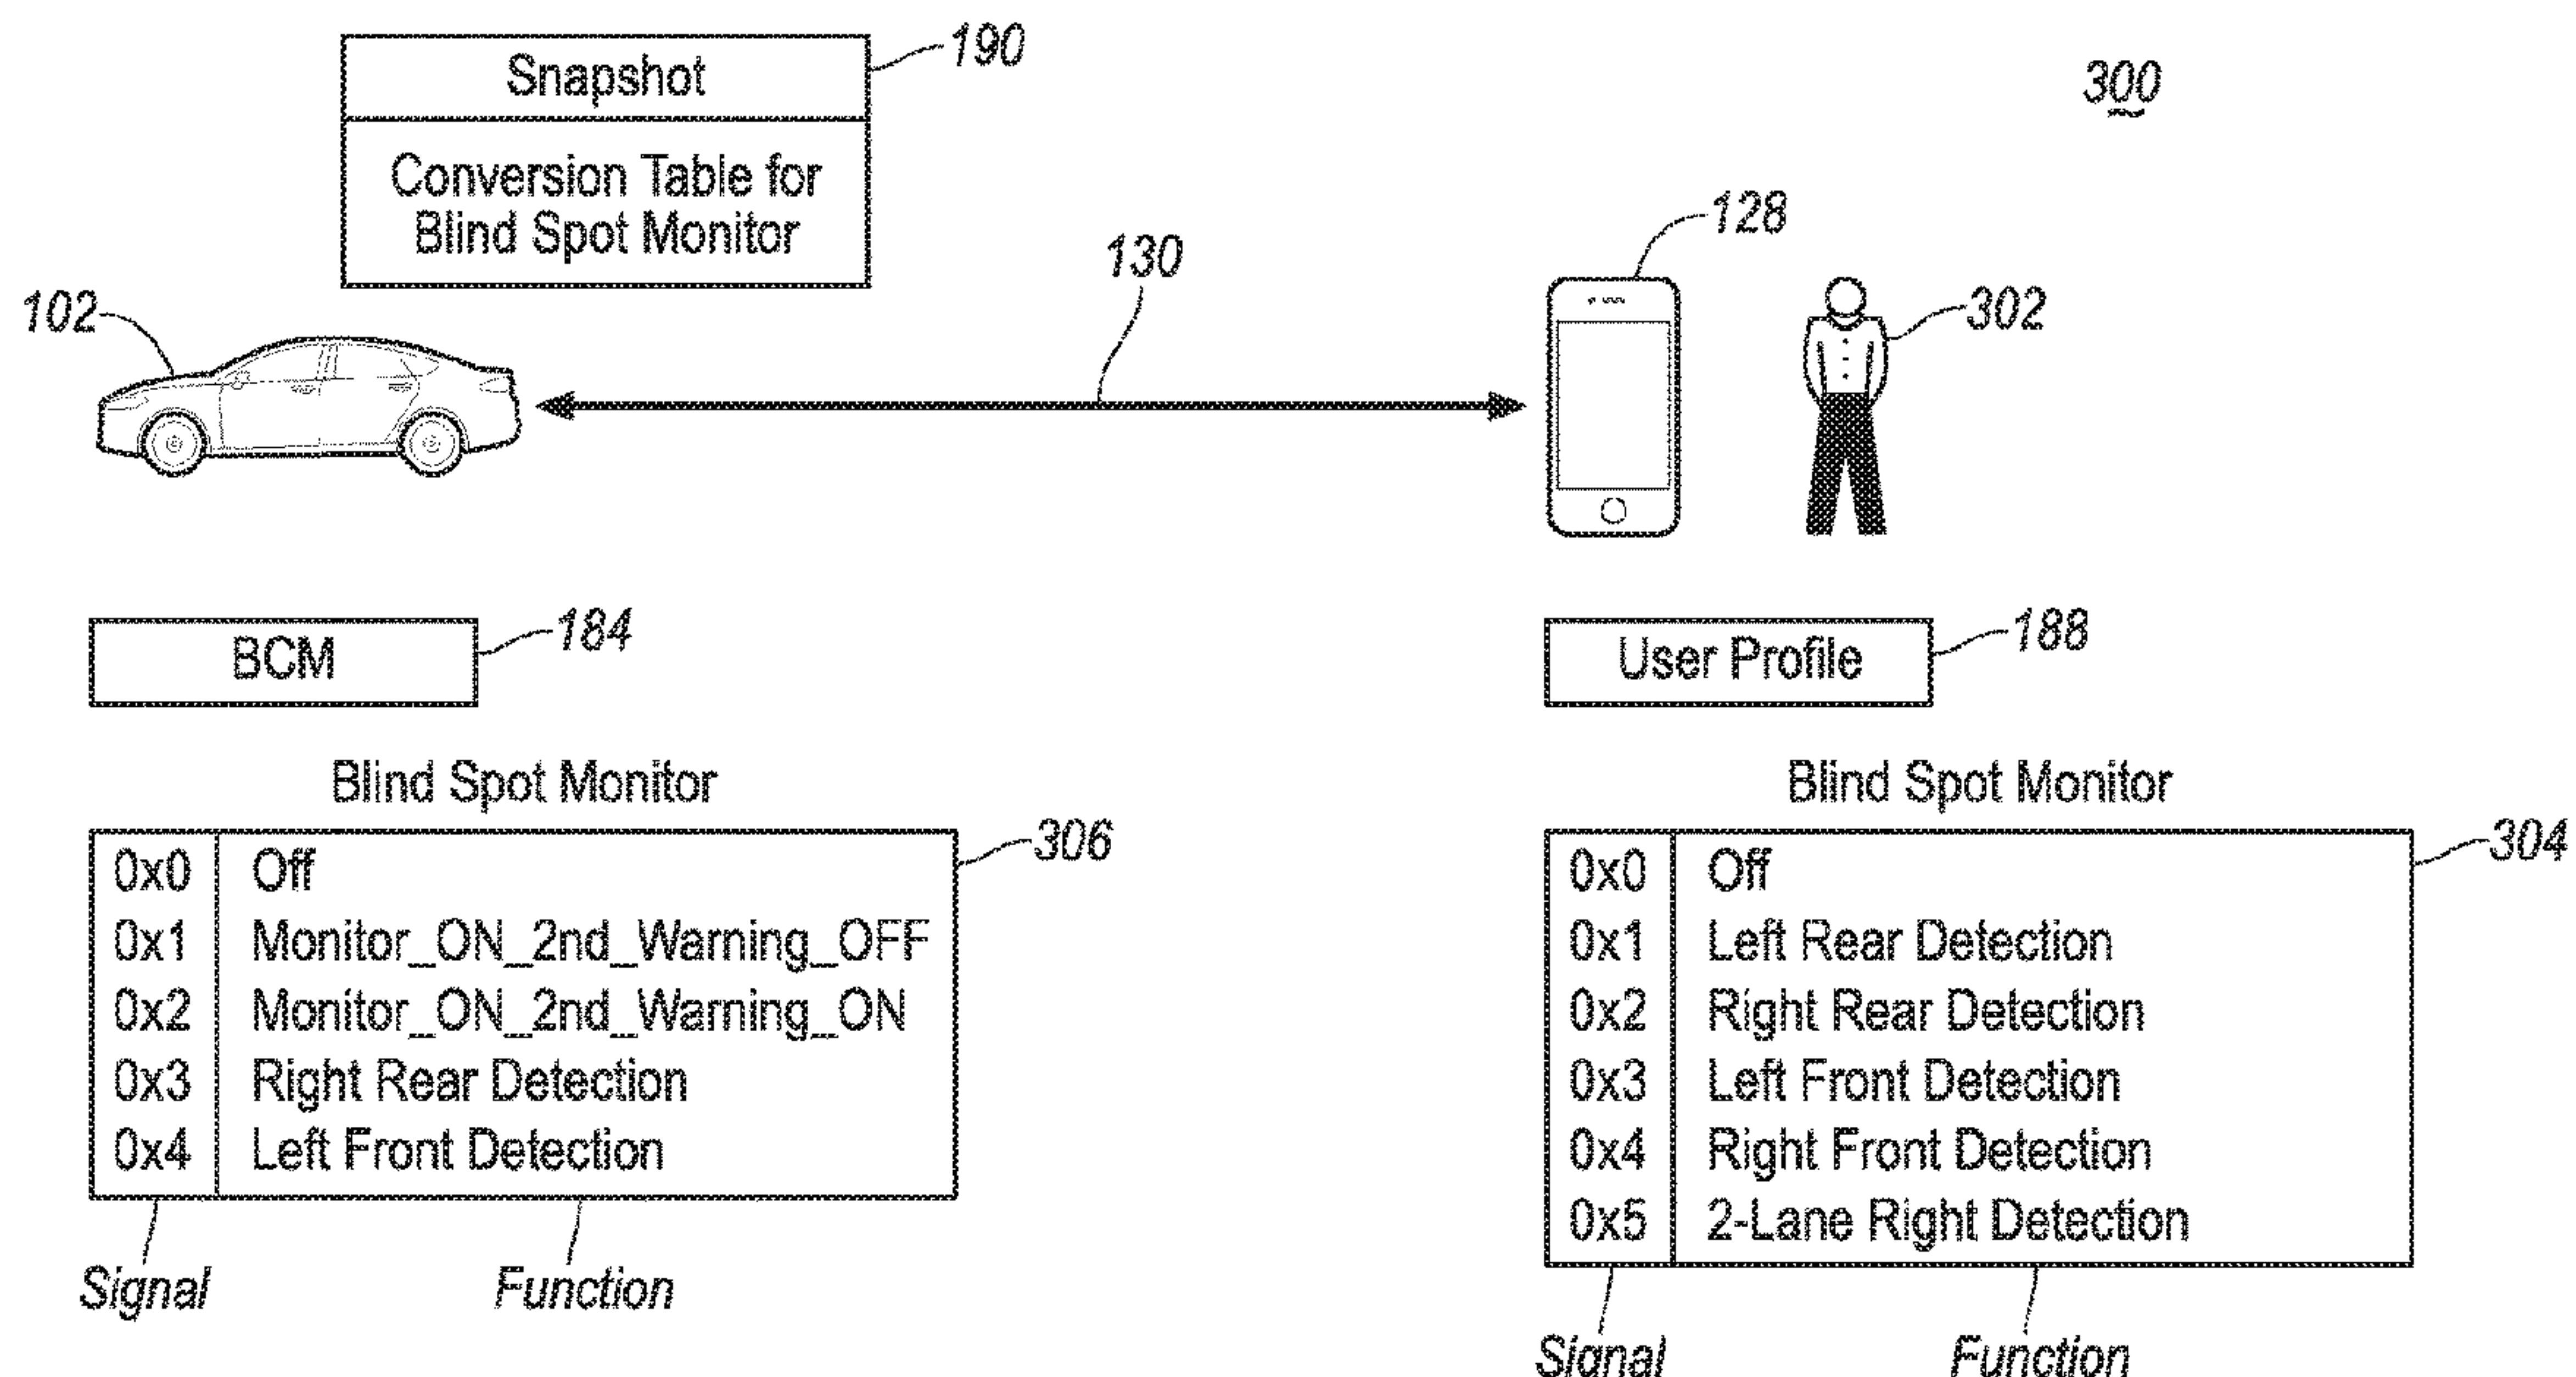 190
Snapshot
300
Conversion Table for
Blind Spot Monitor
128
130
102
302
184
BCM
188
User Profile
Blind Spot Monitor
306
0x0 Off
0x1 Monitor_ON_2nd_Warning_OFF
0x2 Monitor_ON_2nd_Warning_ON
0x3 Right Rear Detection
0x4 Left Front Detection
Signal Function
Blind Spot Monitor
304
0x0 Off
0x1 Left Rear Detection
0x2 Right Rear Detection
0x3 Left Front Detection
0x4 Right Front Detection
0x5 2-Lane Right Detection
Signal Function